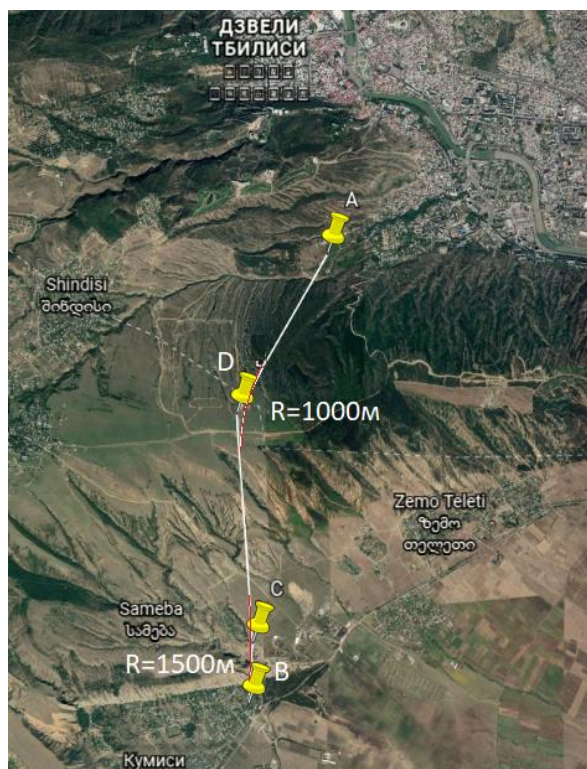 ДЗВЕЛИ
ТБИЛИСИ
A
Shindisi
შინდისი
D
R=1000м
Zemo Teleti
ზემო
თელეთი
C
Sameba
სამება
R=1500м
B
Кумиси